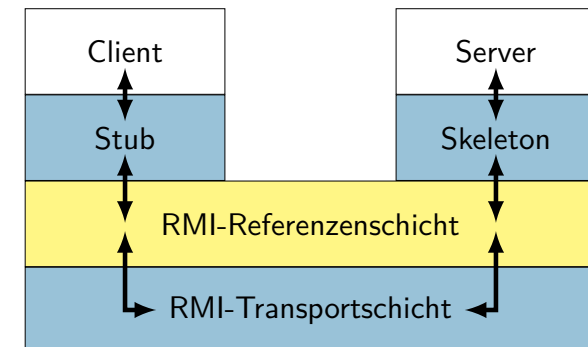 Client
Server
Stub
Skeleton
RMI-Referenzenschicht
RMI-Transportschicht